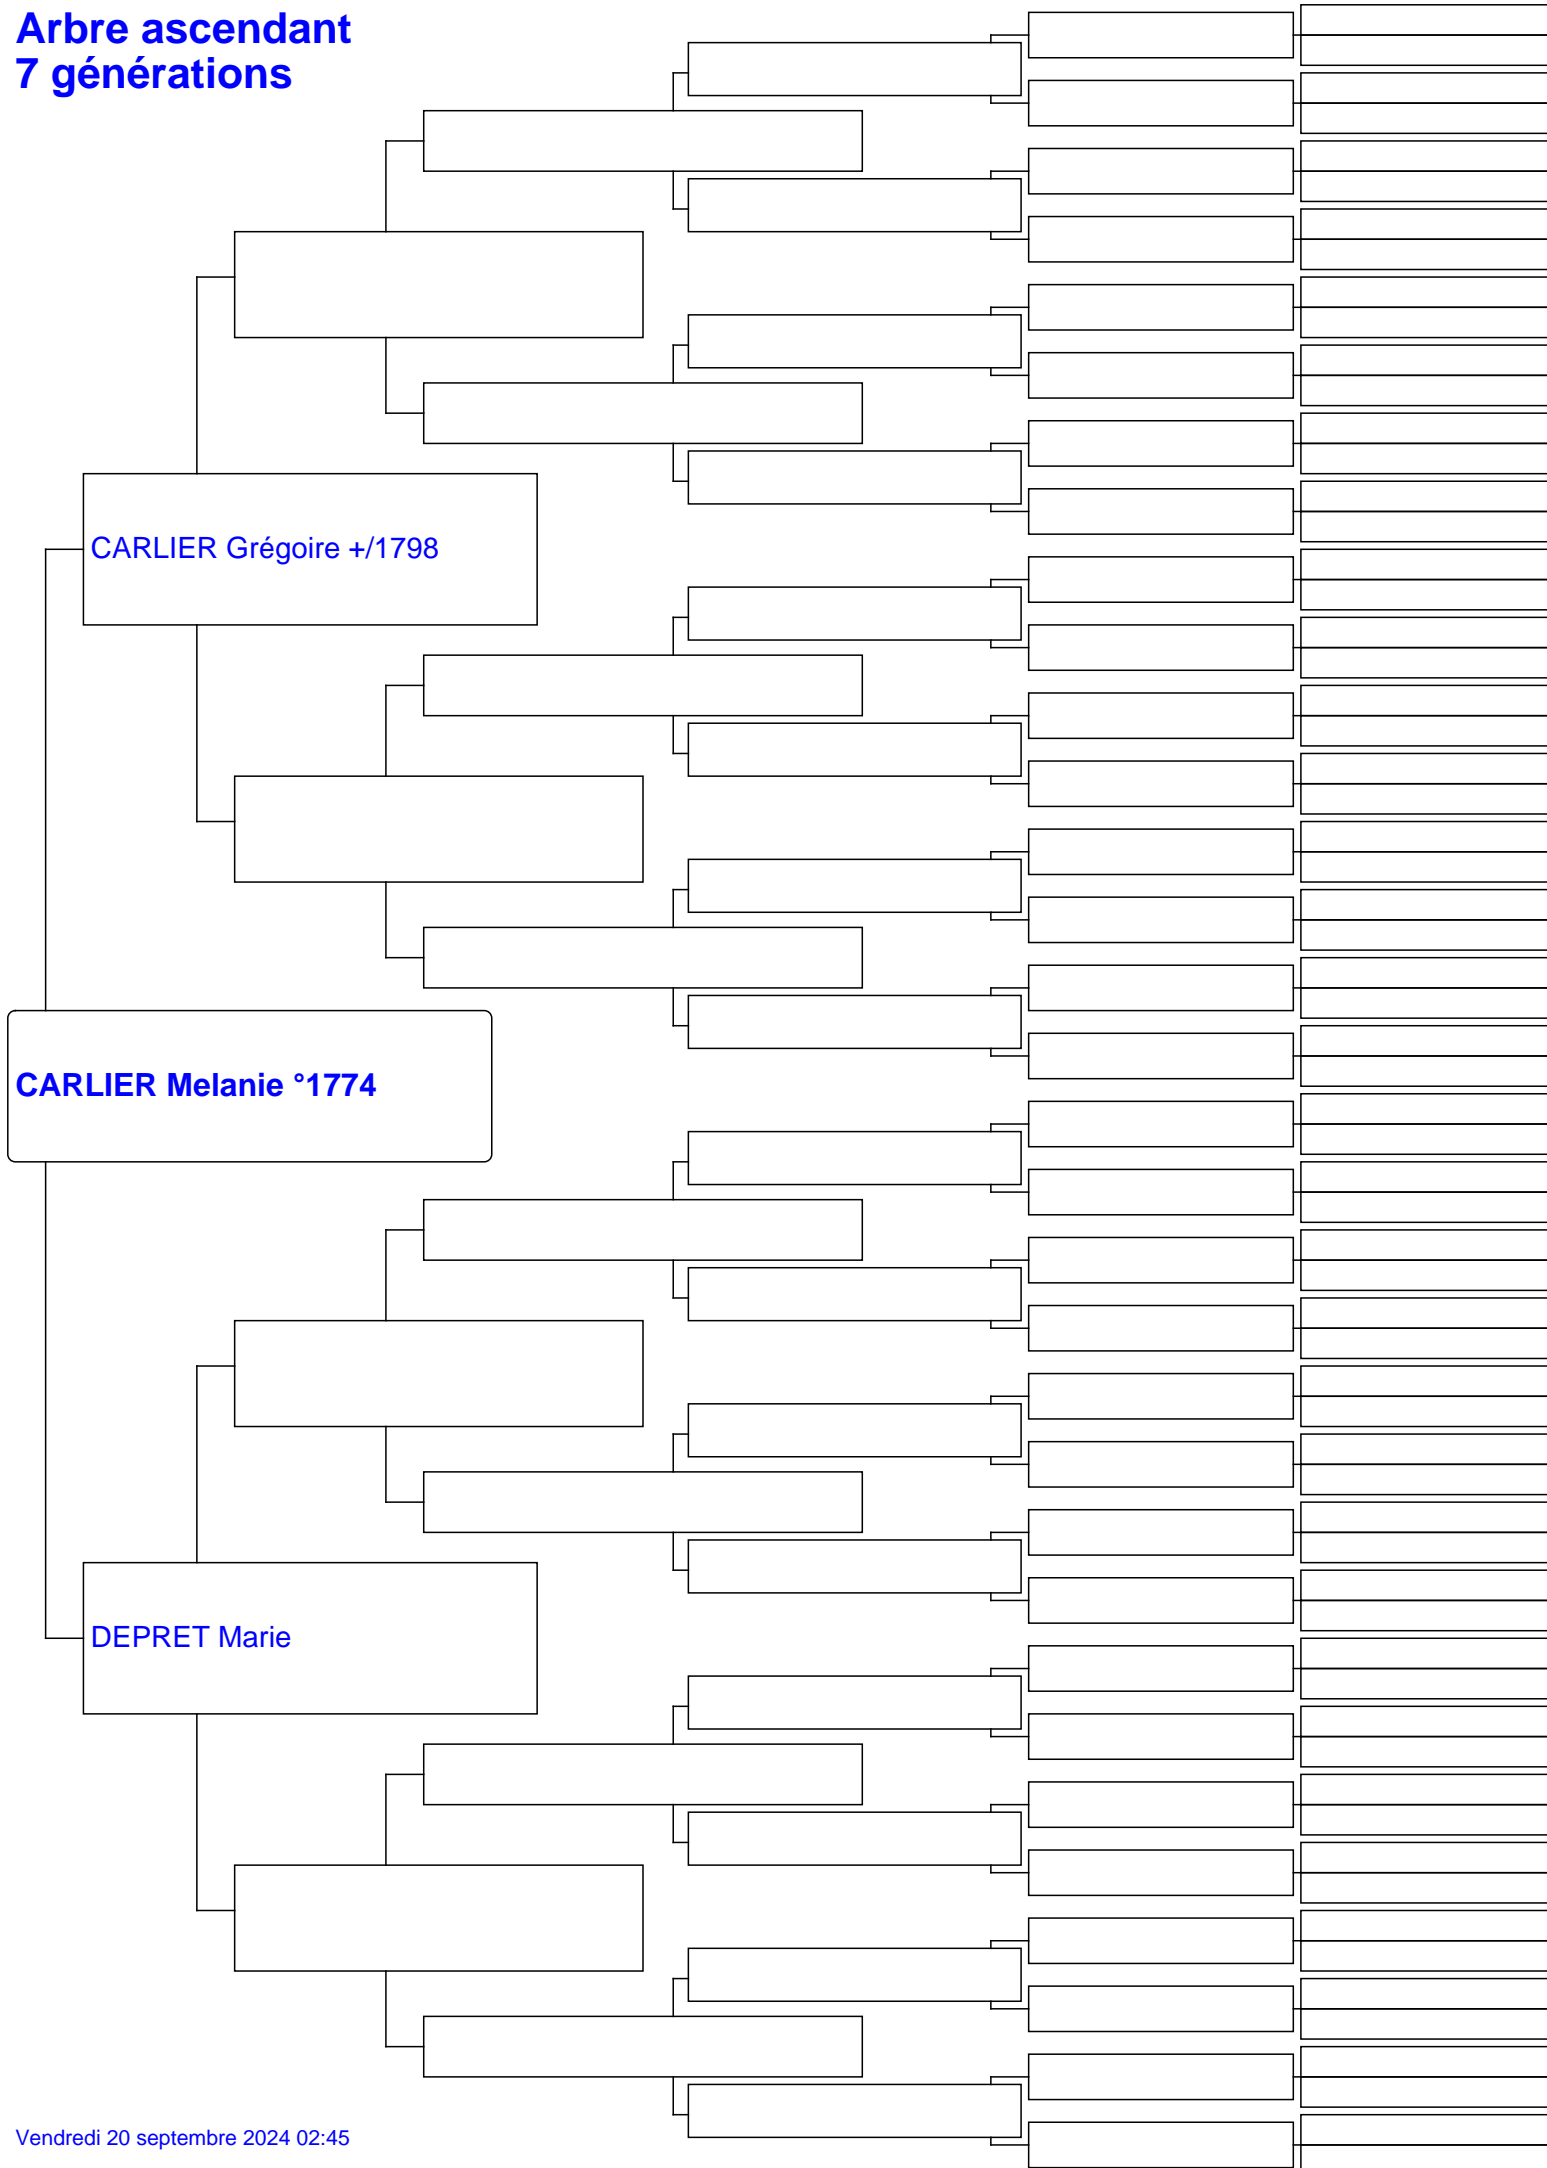 Arbre ascendant
7 générations
CARLIER Grégoire +/1798
CARLIER Melanie °1774
DEPRET Marie
Vendredi 20 septembre 2024 02:45